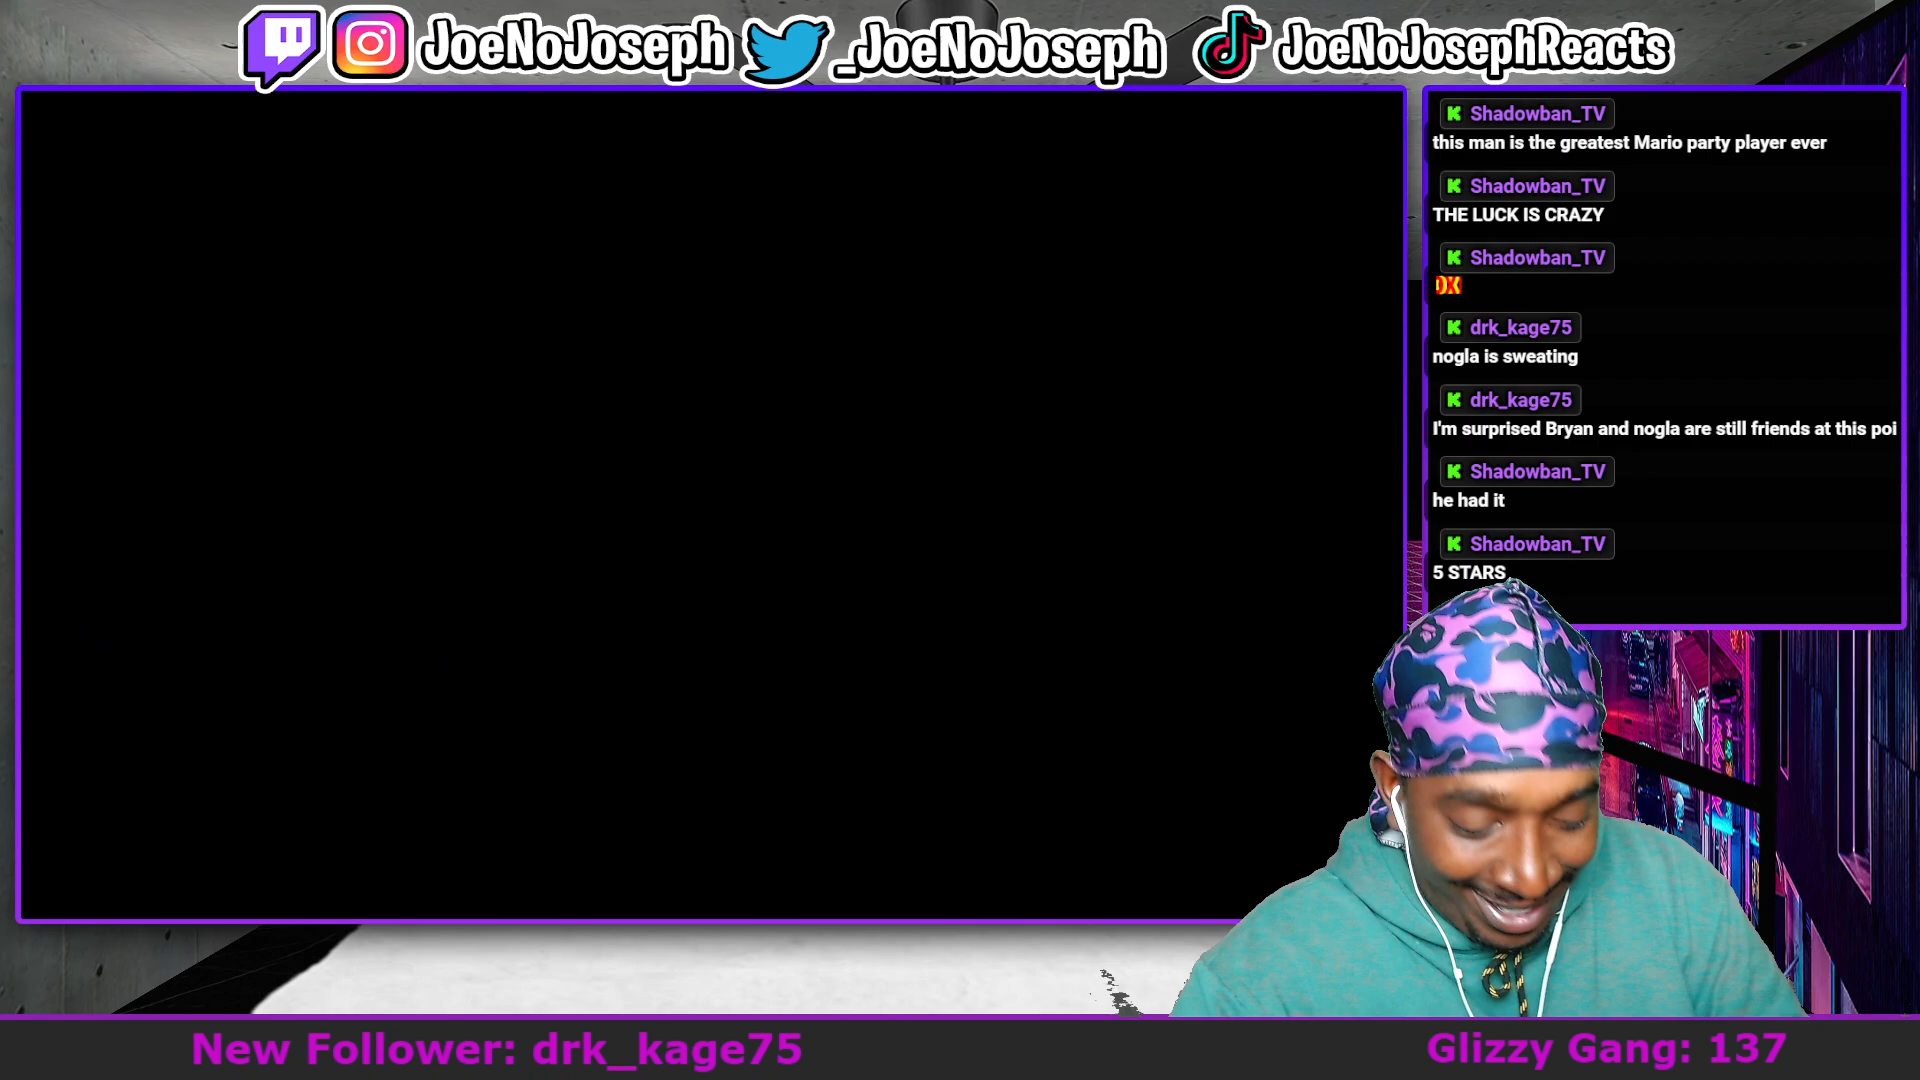 JoeNoJoseph _JoeNoJoseph JoeNoJosephReacts
Shadowban_TV
this man is the greatest Mario party player ever
Shadowban_TV
THE LUCK IS CRAZY
Shadowban_TV
DK
drk_kage75
nogla is sweating
drk_kage75
I'm surprised Bryan and nogla are still friends at this poi
Shadowban_TV
he had it
Shadowban_TV
5 STARS
New Follower: drk_kage75
Glizzy Gang: 137